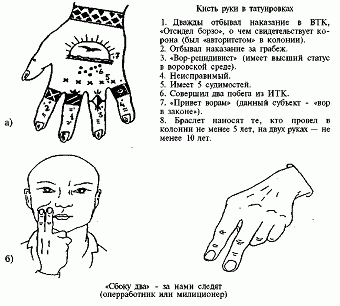 Кисть руки в татуировках
1. Дважды отбывал наказание в ВТК,
«Отсидел борзо», о чем свидетельствует ко-
рона (был «авторитетом» в колонии).
2. Отбывал наказание за грабеж.
3. «Вор-рецидивист» (имеет высший статус
в воровской среде).
4. Неисправимый.
5. Имеет 5 судимостей.
6. Совершил два побега из ИТК.
7. «Привет ворам» (данный субъект - «вор
в законе»).
8. Браслет наносят те, кто провел в
колонии не менее 5 лет, на двух руках — не
менее 10 лет.
а)
б)
«Сбоку два» - за нами следят
(оперработник или милиционер)